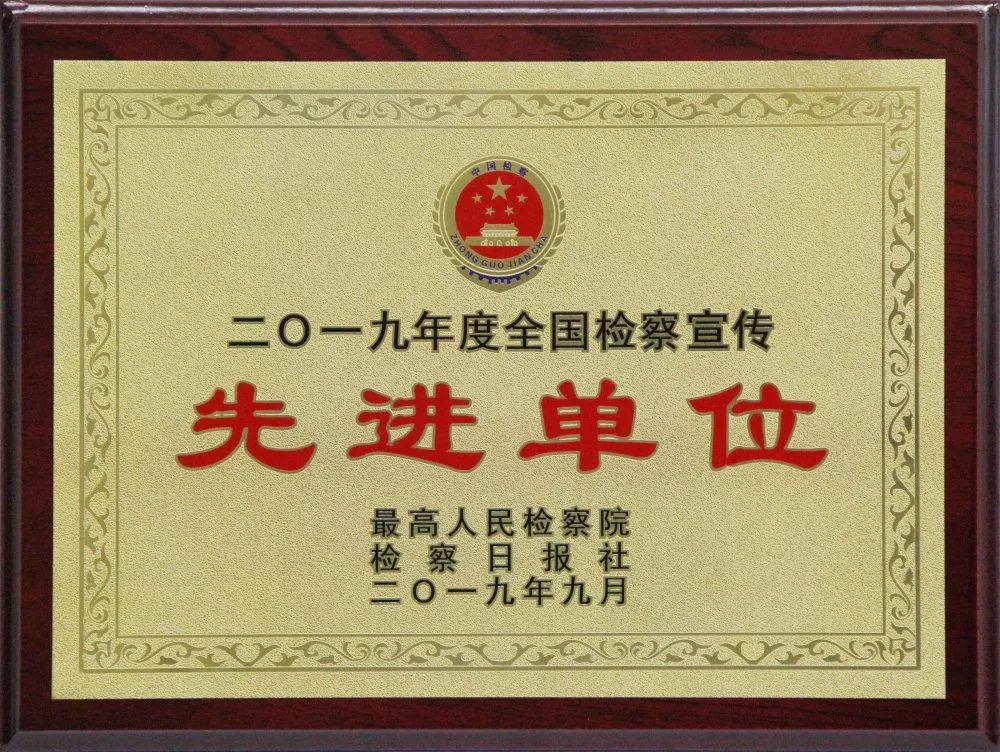 中国检察
ZHONG GUO JIAN CHA
二〇一九年度全国检察宣传
先进单位
最高人民检察院
检察日报社
二〇一九年九月